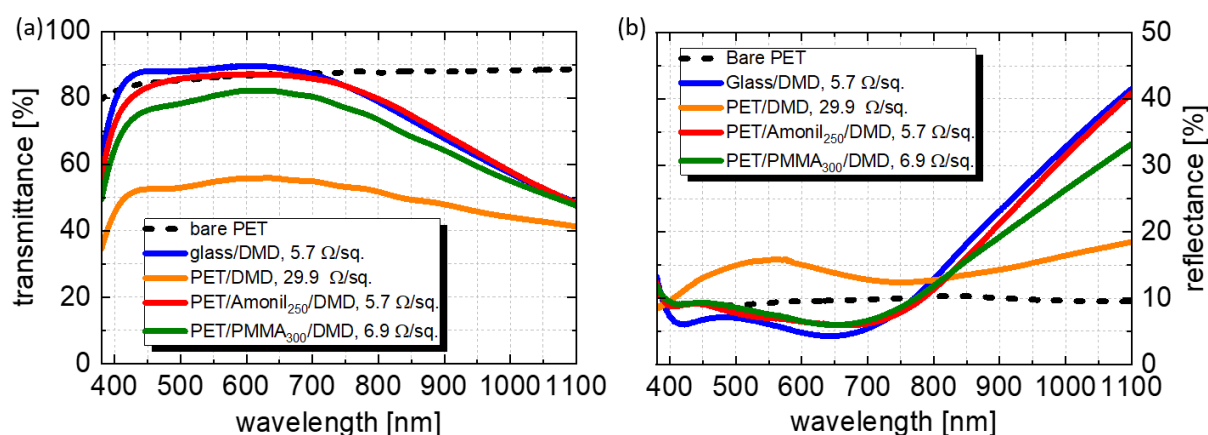 (a)
100
80
60
40
20
0
transmittance [%]
bare PET
glass/DMD, 5.7 Ω/sq.
PET/DMD, 29.9 Ω/sq.
PET/Amonil250/DMD, 5.7 Ω/sq.
PET/PMMA300/DMD, 6.9 Ω/sq.
400 500 600 700 800 900 1000 1100
wavelength [nm]
(b)
Bare PET
Glass/DMD, 5.7 Ω/sq.
PET/DMD, 29.9 Ω/sq.
PET/Amonil250/DMD, 5.7 Ω/sq.
PET/PMMA300/DMD, 6.9 Ω/sq.
50
40
30
20
10
0
reflectance [%]
400 500 600 700 800 900 1000 1100
wavelength [nm]